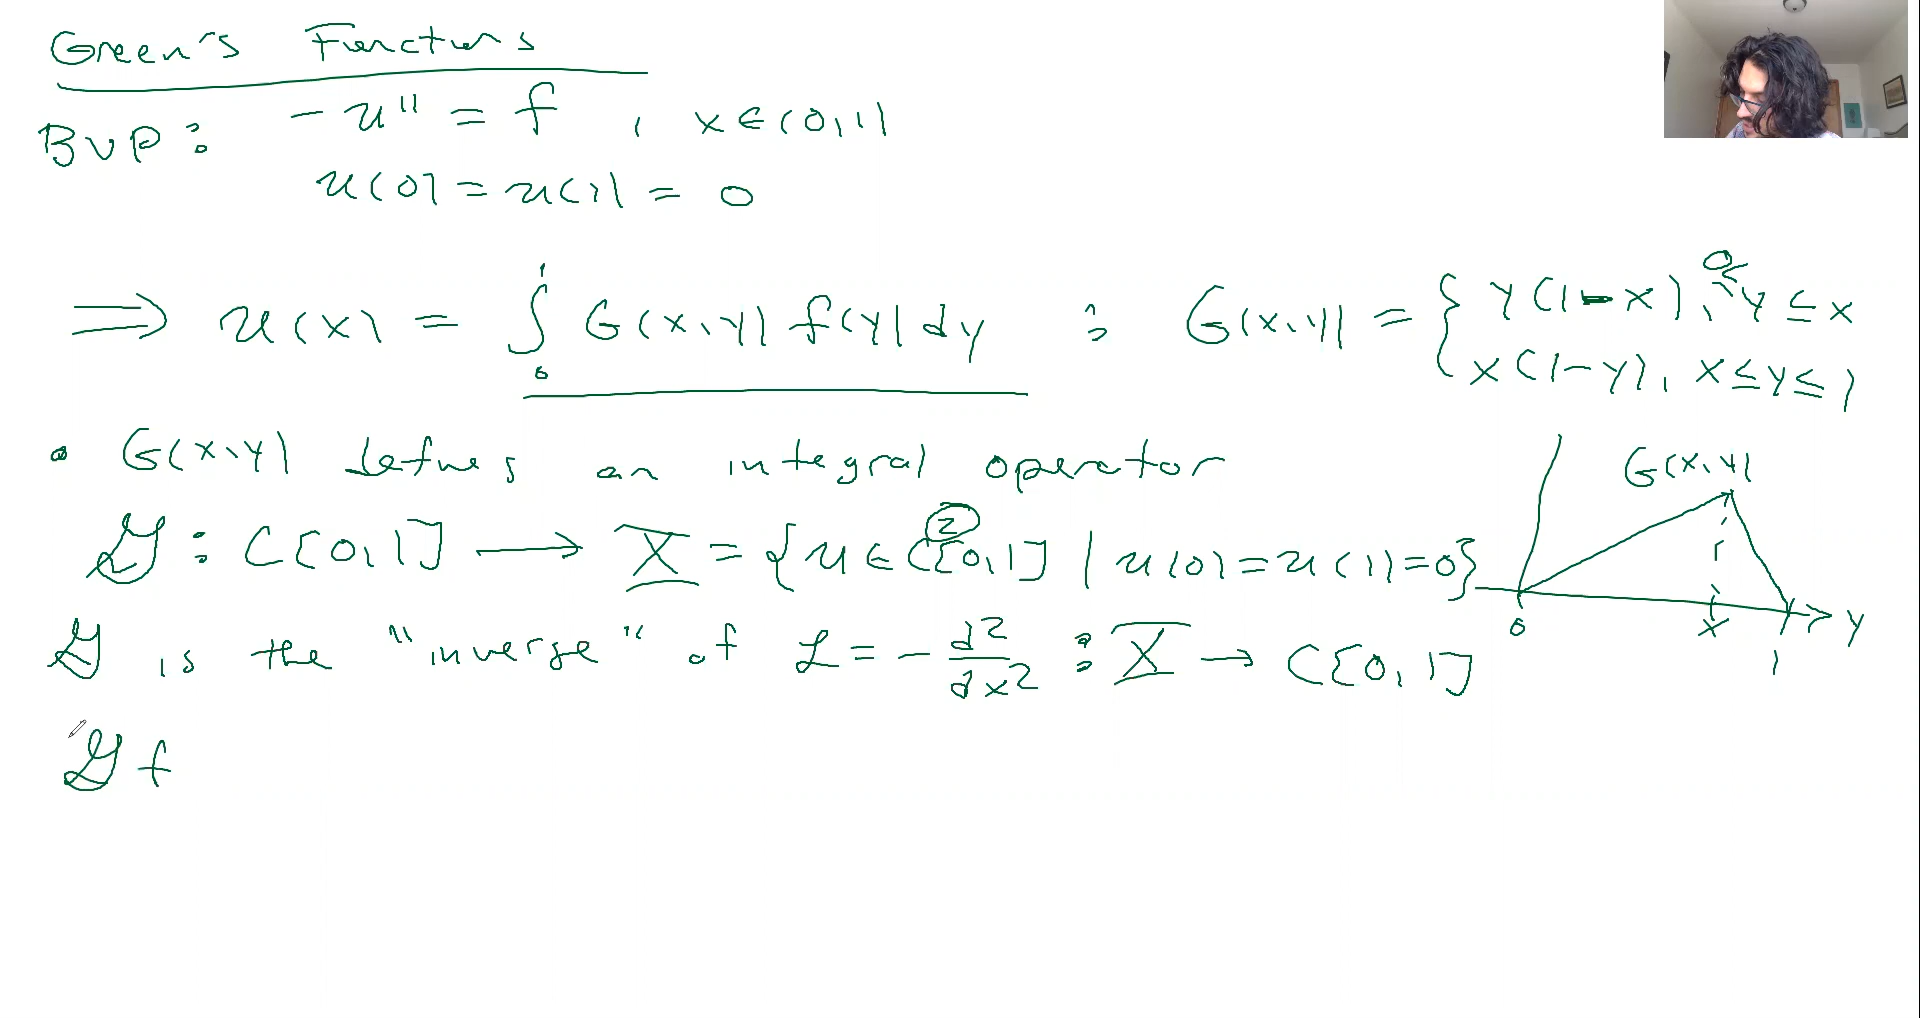 Green's Functions
BVP: -u'' = f , x ∈ (0,1)
u(0) = u(1) = 0
⟹ u(x) = ∫₀¹ G(x,y) f(y) dy : G(x,y) = { y(1-x), 0 ≤ y ≤ x
x(1-y), x ≤ y ≤ 1
• G(x,y) defines an integral operator
G(x,y)
𝒢 : C[0,1] ⟶ X = {u ∈ C²[0,1] | u(0) = u(1) = 0}
0 x 1 y
𝒢 is the "inverse" of ℒ = - d²/dx² : X → C[0,1]
𝒢 f